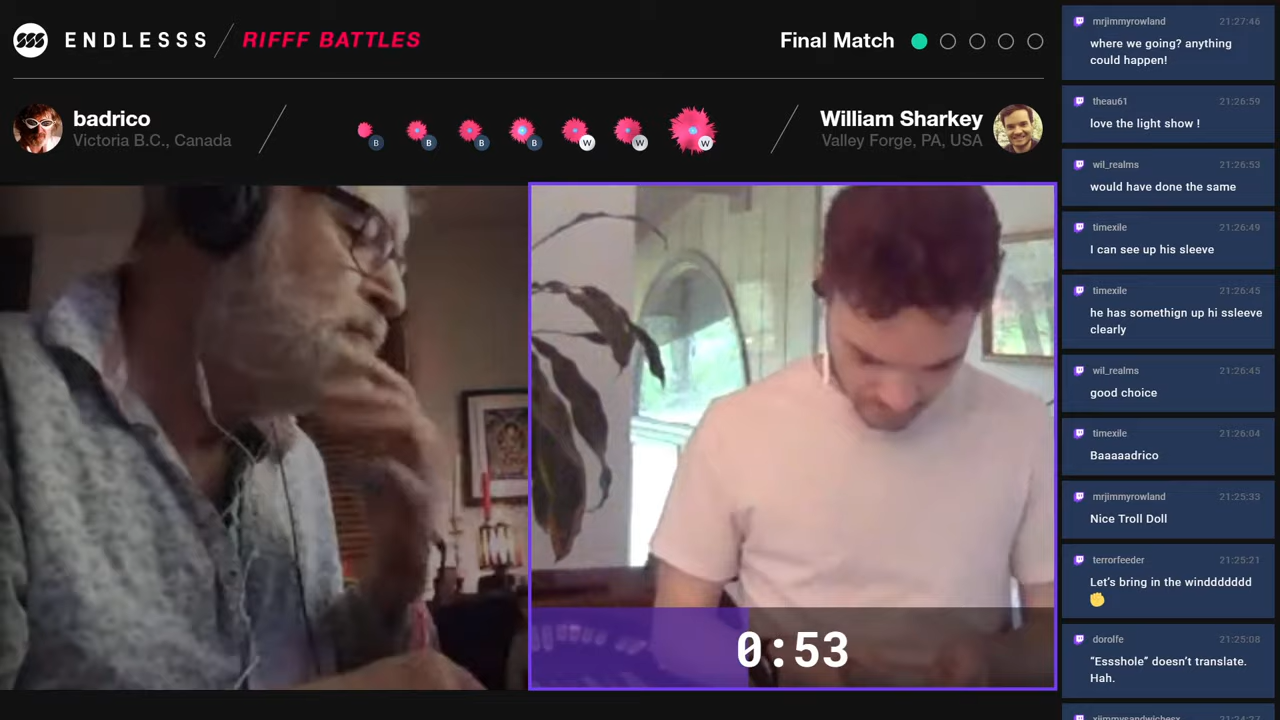 ENDLESSS
RIFFF BATTLES
Final Match
badrico
Victoria B.C., Canada
B
B
B
B
W
W
W
William Sharkey
Valley Forge, PA, USA
0:53
mrjimmyrowland 21:27:46
where we going? anything
could happen!
theau61 21:26:59
love the light show !
wil_realms 21:26:53
would have done the same
timexile 21:26:49
I can see up his sleeve
timexile 21:26:45
he has somethign up hi ssleeve
clearly
wil_realms 21:26:45
good choice
timexile 21:26:04
Baaaaadrico
mrjimmyrowland 21:25:33
Nice Troll Doll
terrorfeeder 21:25:21
Let's bring in the winddddddd
✊
dorolfe 21:25:08
"Essshole" doesn't translate.
Hah.